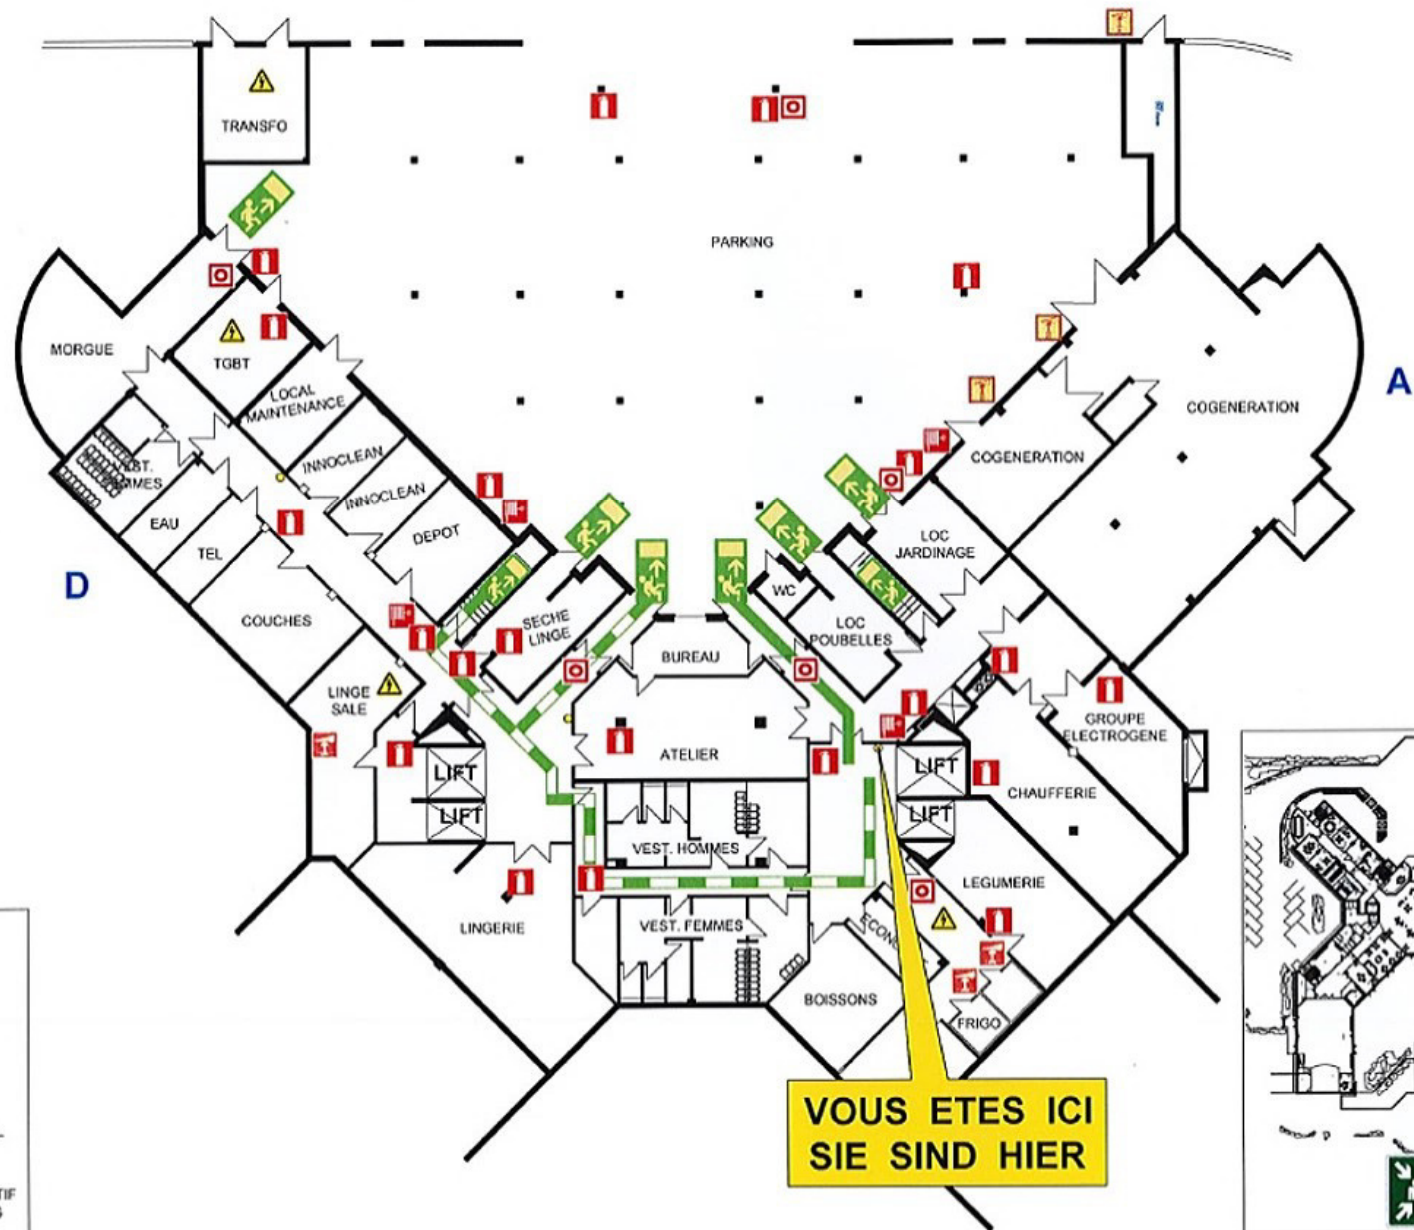 TRANSFO
PARKING
MORGUE
TGBT
LOCAL
MAINTENANCE
COGENERATION
A
INNOCLEAN
COGENERATION
INNOCLEAN
VEST.
EAU
DEPOT
LOC
JARDINAGE
TEL
D
COUCHES
SECHE
LINGE
WC
LOC
POUBELLES
BUREAU
LINGE
SALE
GROUPE
ELECTROGENE
ATELIER
LIFT
LIFT
CHAUFFERIE
LIFT
LIFT
VEST. HOMMES
LEGUMERIE
LINGERIE
VEST. FEMMES
BOISSONS
FRIGO
VOUS ETES ICI
SIE SIND HIER